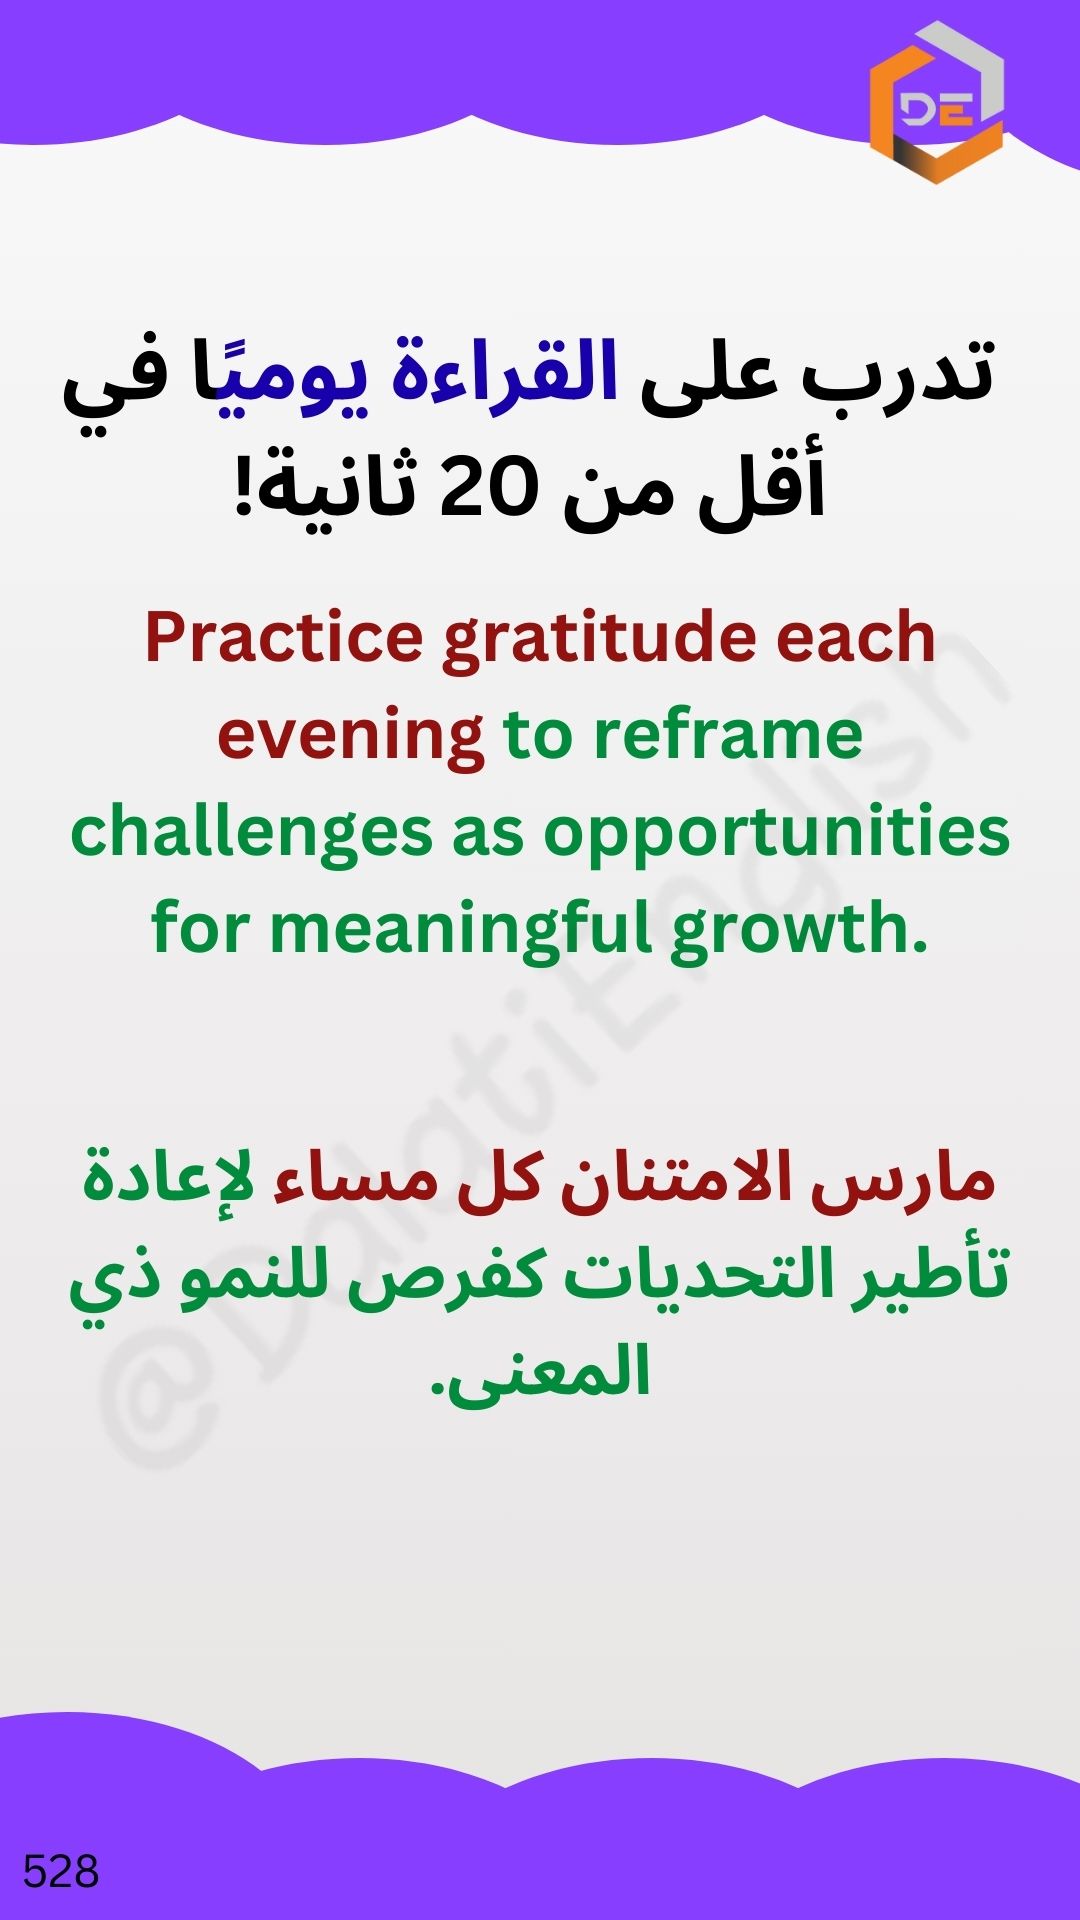 DE
تدرب على القراءة يوميًا في
أقل من 20 ثانية!
Practice gratitude each
evening to reframe
challenges as opportunities
for meaningful growth.
مارس الامتنان كل مساء لإعادة
تأطير التحديات كفرص للنمو ذي
المعنى.
@DalatiEnglish
528